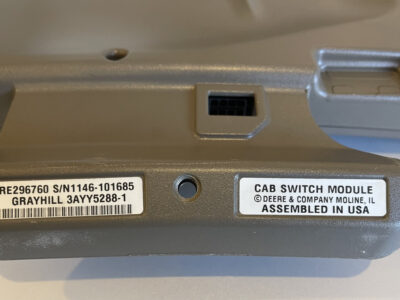 RE296760 S/N1146-101685
GRAYHILL 3AYY5288-1
CAB SWITCH MODULE
© DEERE & COMPANY MOLINE, IL
ASSEMBLED IN USA